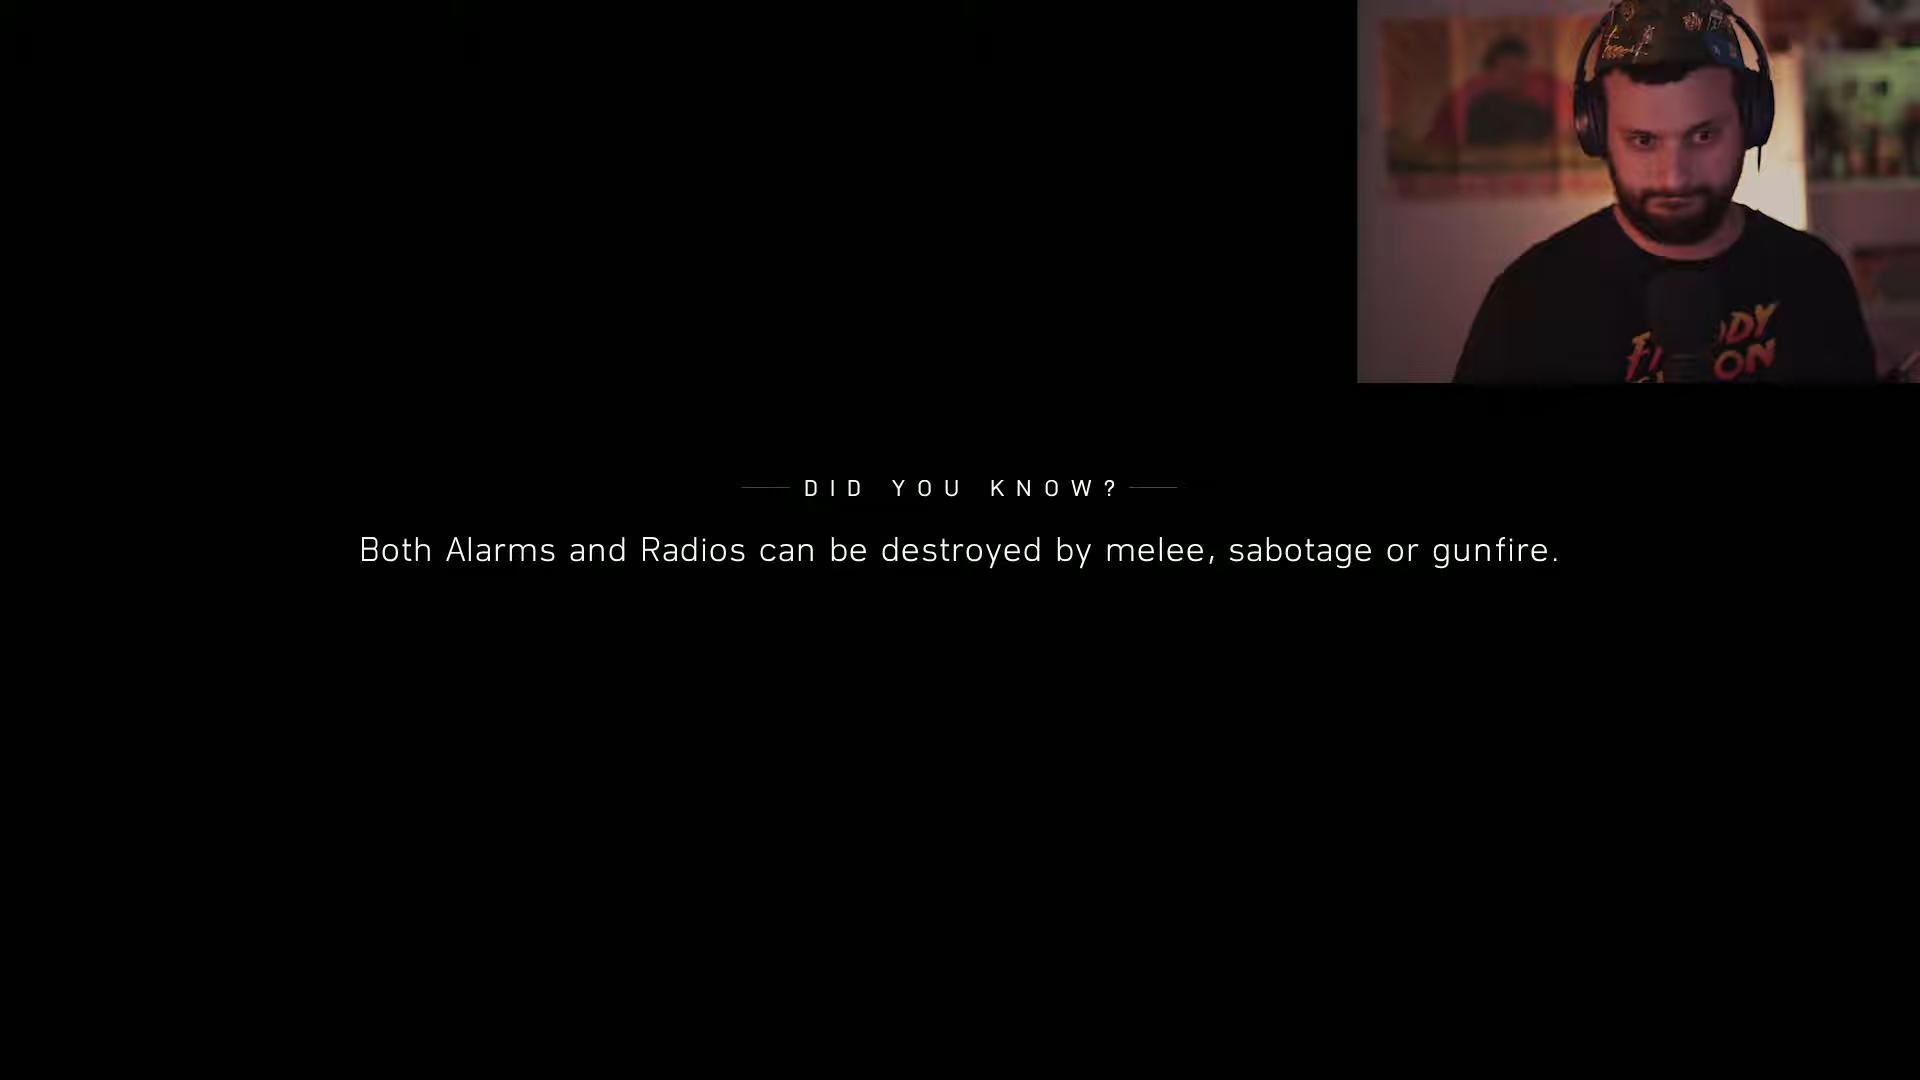 DID YOU KNOW?
Both Alarms and Radios can be destroyed by melee, sabotage or gunfire.